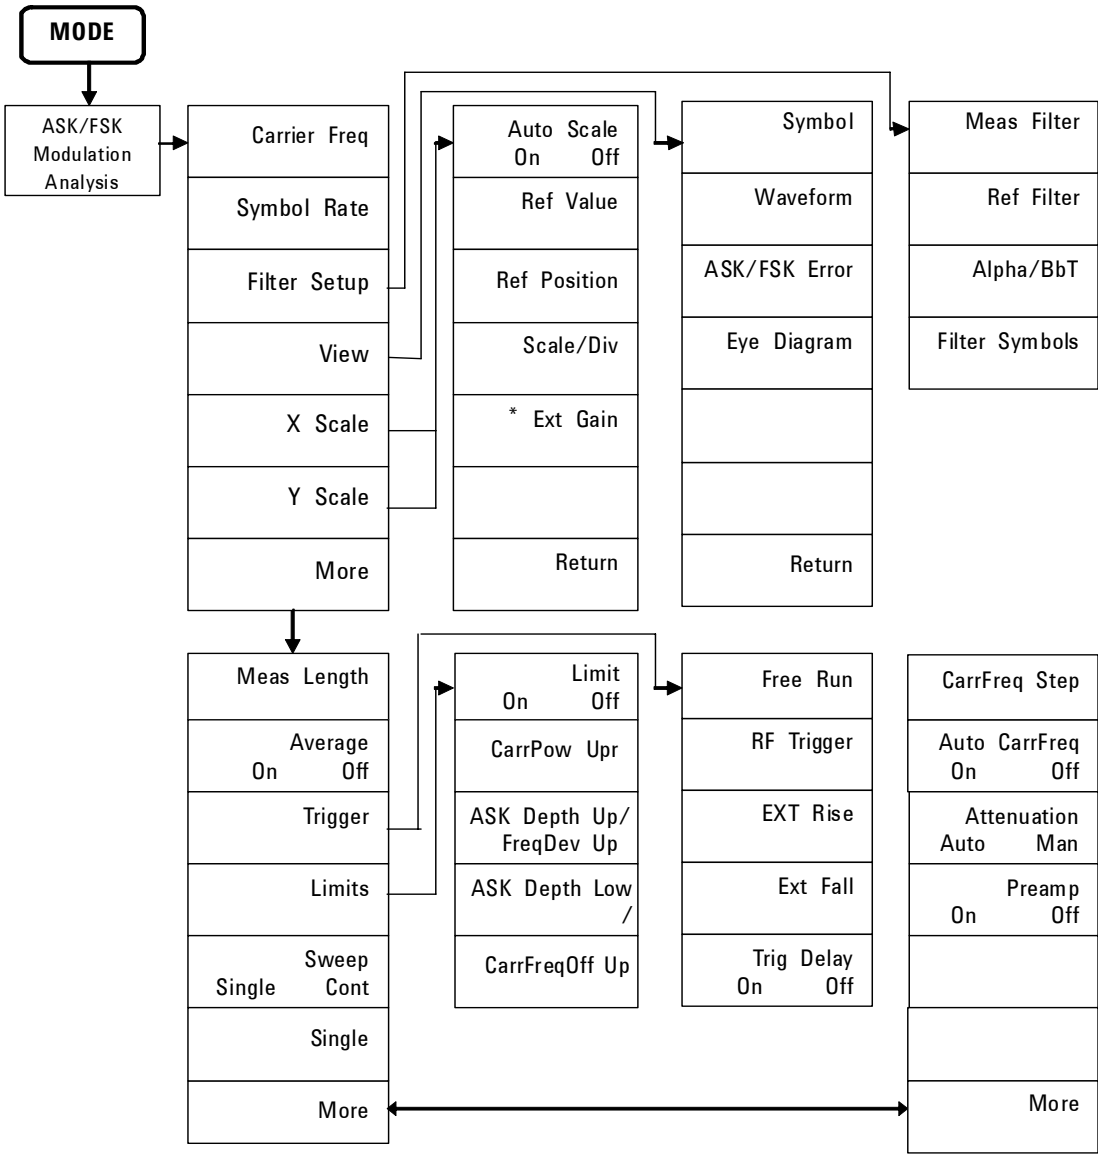 MODE
ASK/FSK
Modulation
Analysis
Carrier Freq
Symbol Rate
Filter Setup
View
X Scale
Y Scale
More
Auto Scale
On Off
Ref Value
Ref Position
Scale/Div
* Ext Gain
Return
Symbol
Waveform
ASK/FSK Error
Eye Diagram
Return
Meas Filter
Ref Filter
Alpha/BbT
Filter Symbols
Meas Length
Average
On Off
Trigger
Limits
Sweep
Single Cont
Single
More
Limit
On Off
CarrPow Upr
ASK Depth Up/
FreqDev Up
ASK Depth Low
/
CarrFreqOff Up
Free Run
RF Trigger
EXT Rise
Ext Fall
Trig Delay
On Off
CarrFreq Step
Auto CarrFreq
On Off
Attenuation
Auto Man
Preamp
On Off
More